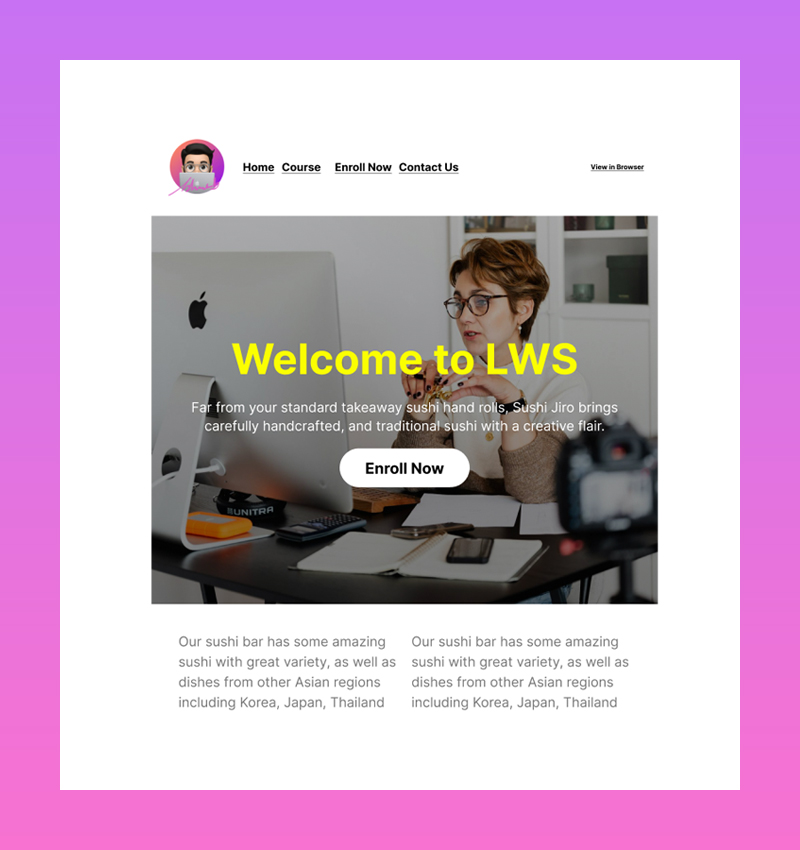 Home Course Enroll Now Contact Us
View in Browser
Welcome to LWS
Far from your standard takeaway sushi hand rolls, Sushi Jiro brings
carefully handcrafted, and traditional sushi with a creative flair.
Enroll Now
UNITRA
Our sushi bar has some amazing
sushi with great variety, as well as
dishes from other Asian regions
including Korea, Japan, Thailand
Our sushi bar has some amazing
sushi with great variety, as well as
dishes from other Asian regions
including Korea, Japan, Thailand